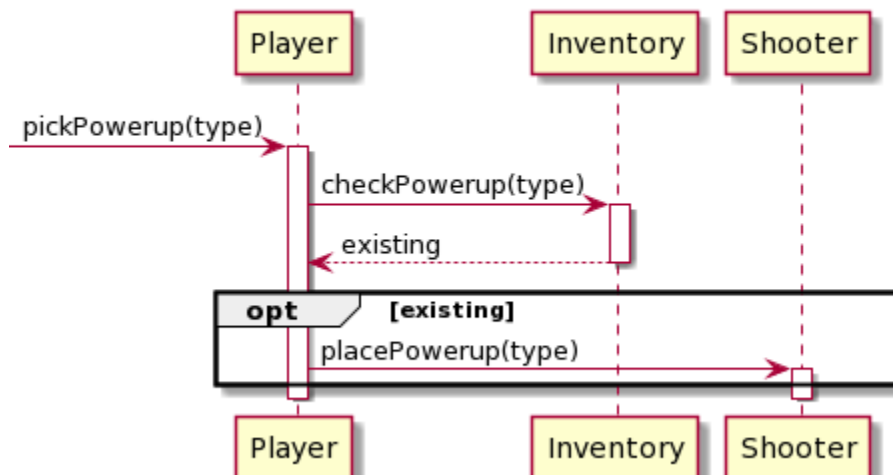 Player Inventory Shooter
pickPowerup(type)
checkPowerup(type)
existing
opt [existing]
placePowerup(type)
Player Inventory Shooter